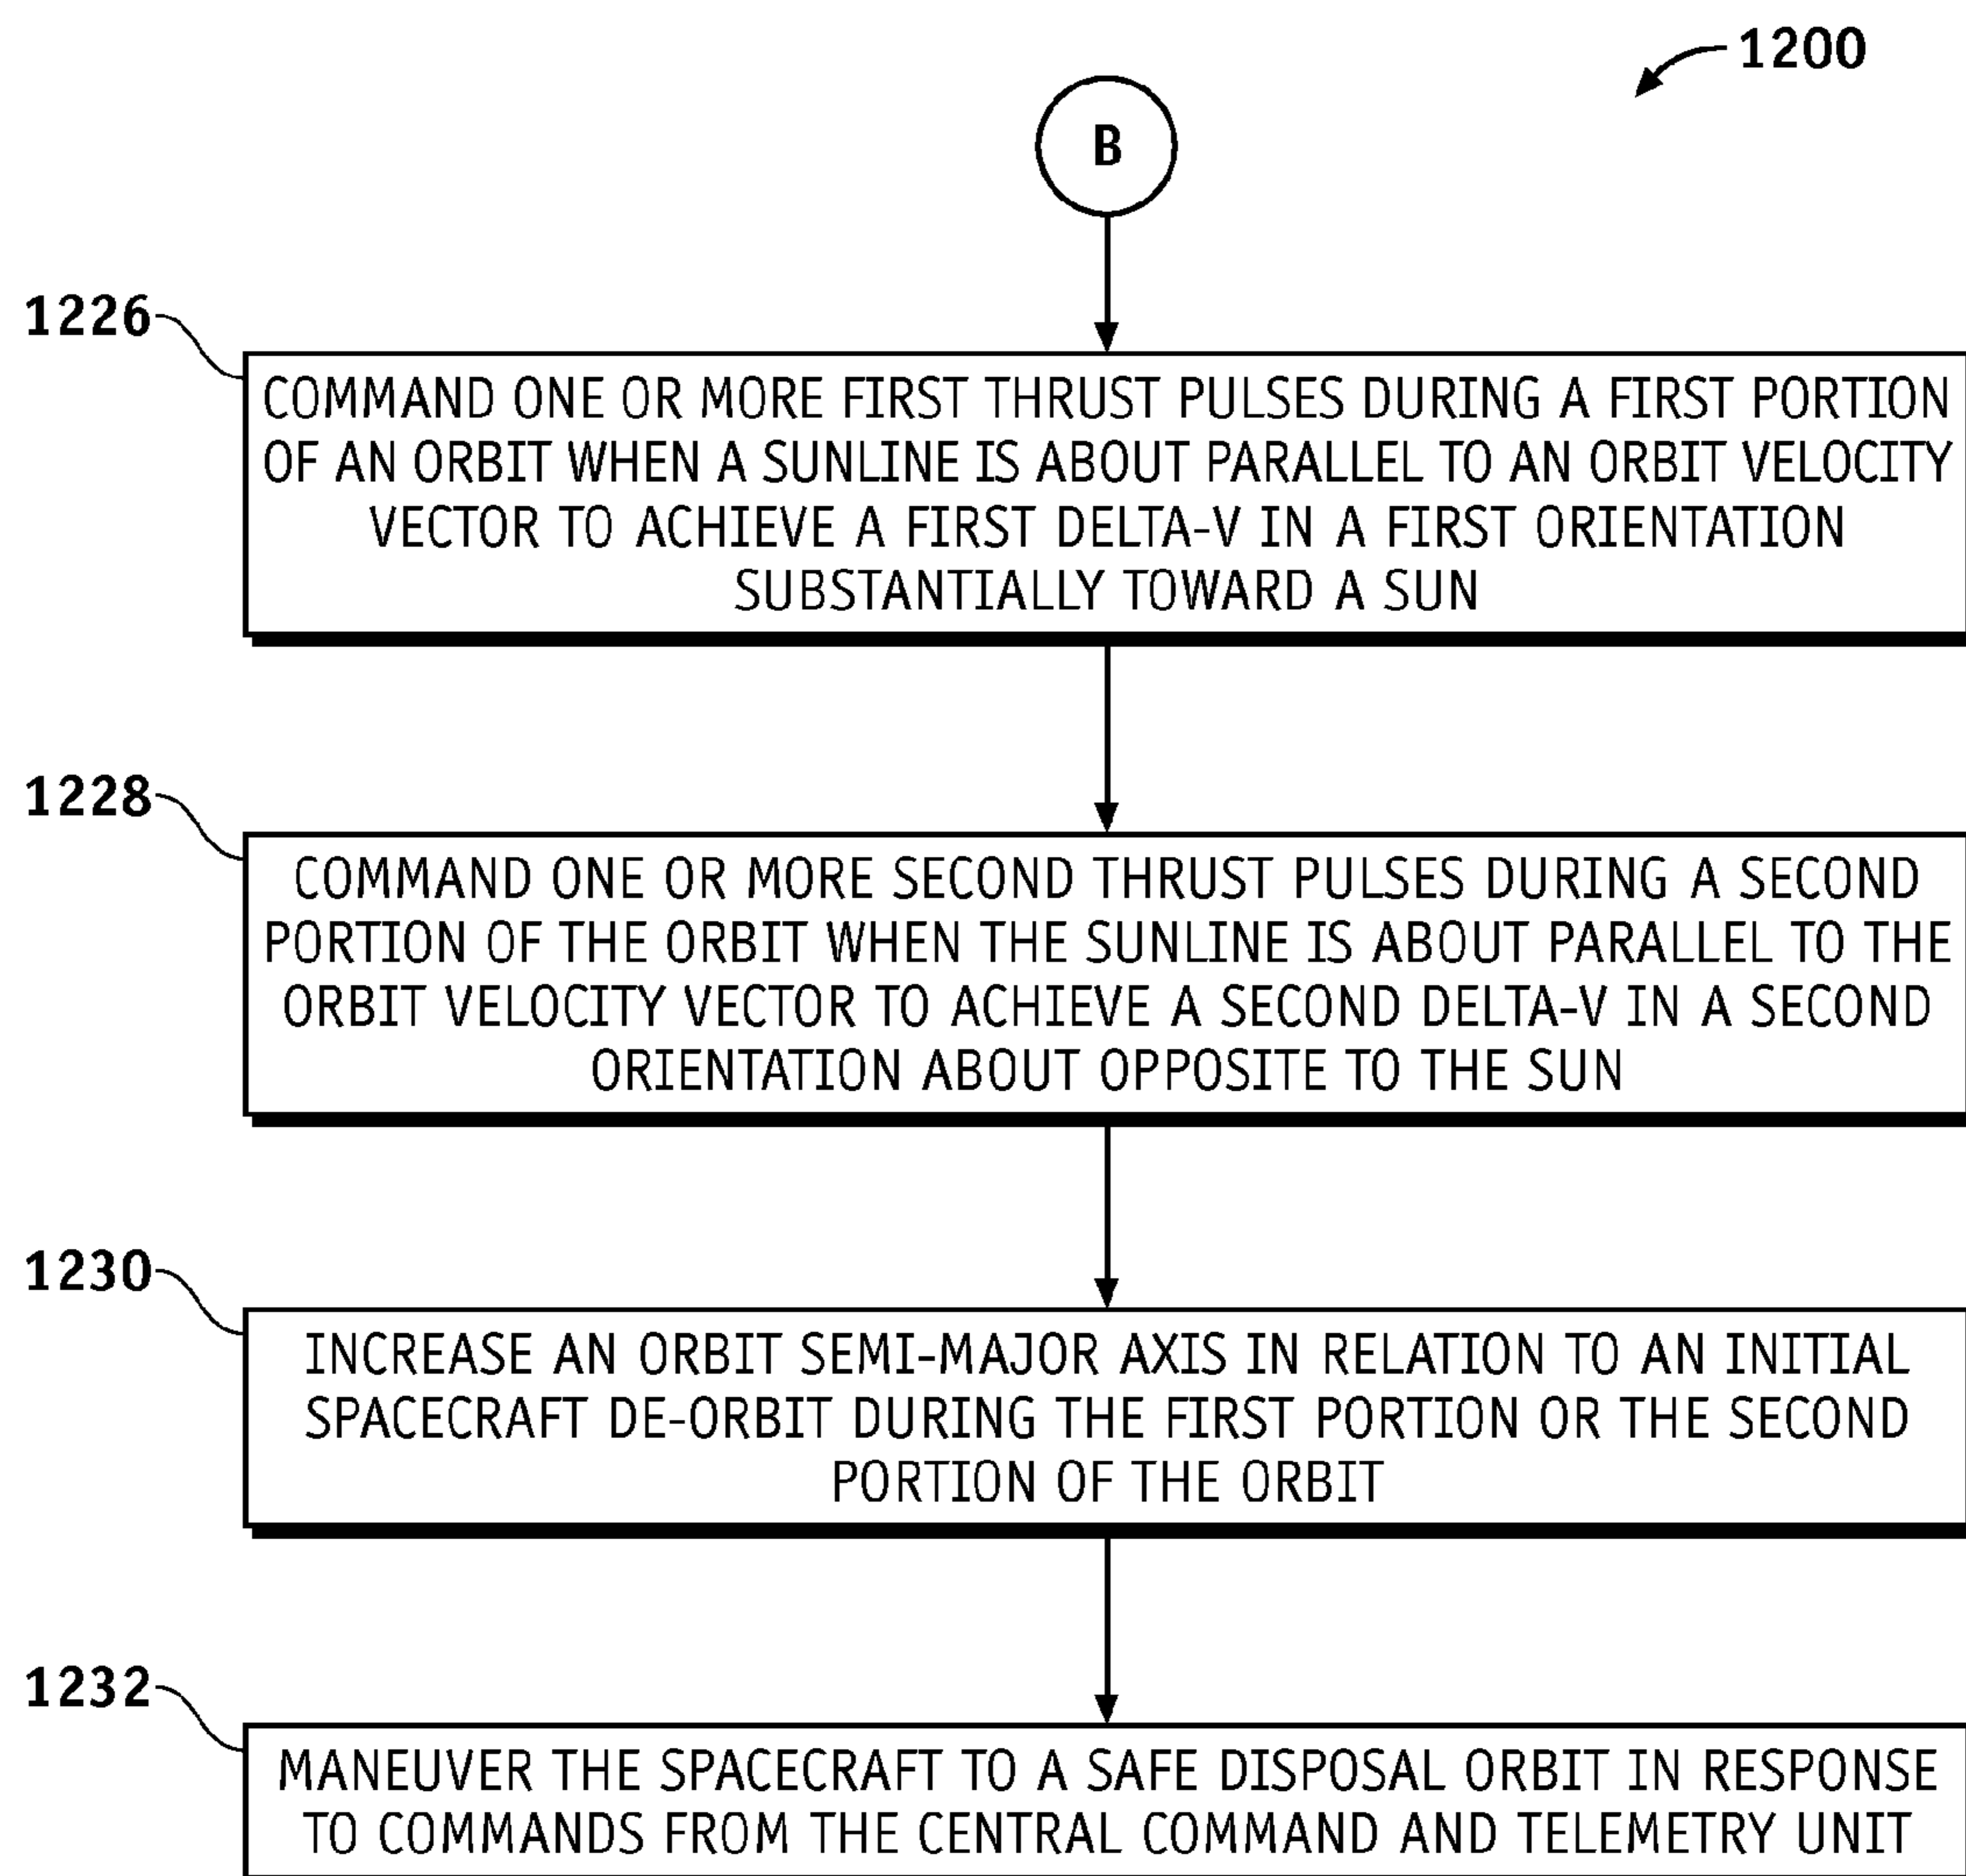 1200
B
1226
COMMAND ONE OR MORE FIRST THRUST PULSES DURING A FIRST PORTION
OF AN ORBIT WHEN A SUNLINE IS ABOUT PARALLEL TO AN ORBIT VELOCITY
VECTOR TO ACHIEVE A FIRST DELTA-V IN A FIRST ORIENTATION
SUBSTANTIALLY TOWARD A SUN
1228
COMMAND ONE OR MORE SECOND THRUST PULSES DURING A SECOND
PORTION OF THE ORBIT WHEN THE SUNLINE IS ABOUT PARALLEL TO THE
ORBIT VELOCITY VECTOR TO ACHIEVE A SECOND DELTA-V IN A SECOND
ORIENTATION ABOUT OPPOSITE TO THE SUN
1230
INCREASE AN ORBIT SEMI-MAJOR AXIS IN RELATION TO AN INITIAL
SPACECRAFT DE-ORBIT DURING THE FIRST PORTION OR THE SECOND
PORTION OF THE ORBIT
1232
MANEUVER THE SPACECRAFT TO A SAFE DISPOSAL ORBIT IN RESPONSE
TO COMMANDS FROM THE CENTRAL COMMAND AND TELEMETRY UNIT